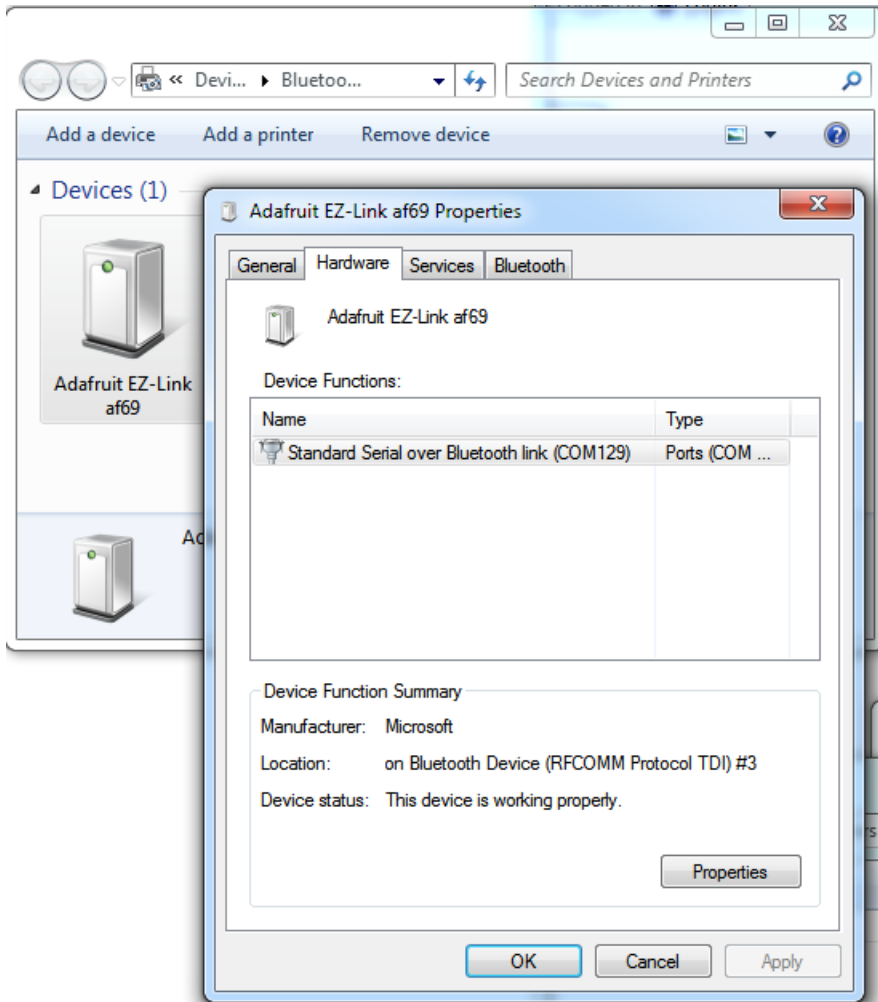 Devi... Bluetoo... Search Devices and Printers
Add a device Add a printer Remove device
Devices (1)
Adafruit EZ-Link
af69
Adafruit EZ-Link af69 Properties
General Hardware Services Bluetooth
Adafruit EZ-Link af69
Device Functions:
Name Type
Standard Serial over Bluetooth link (COM129) Ports (COM ...
Device Function Summary
Manufacturer: Microsoft
Location: on Bluetooth Device (RFCOMM Protocol TDI) #3
Device status: This device is working properly.
Properties
OK Cancel Apply